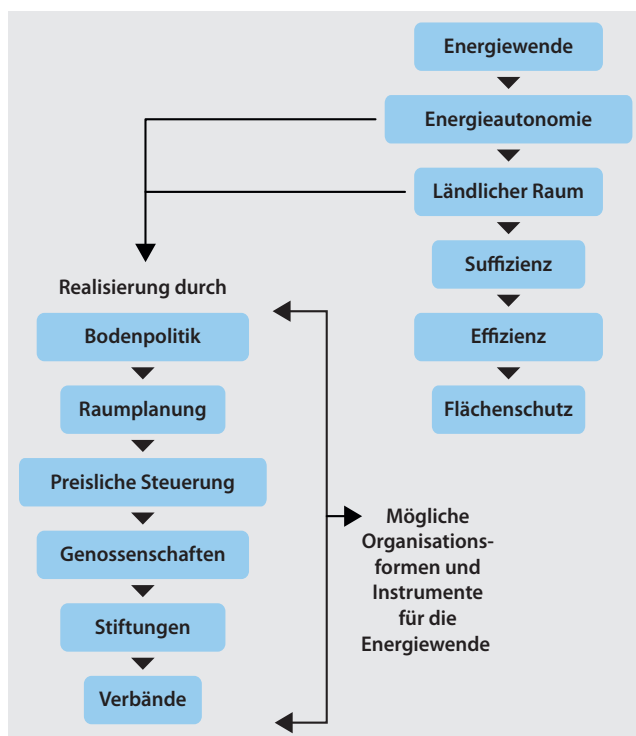 Energiewende
Energieautonomie
Ländlicher Raum
Suffizienz
Effizienz
Flächenschutz
Realisierung durch
Bodenpolitik
Raumplanung
Preisliche Steuerung
Genossenschaften
Stiftungen
Verbände
Mögliche
Organisations-
formen und
Instrumente
für die
Energiewende